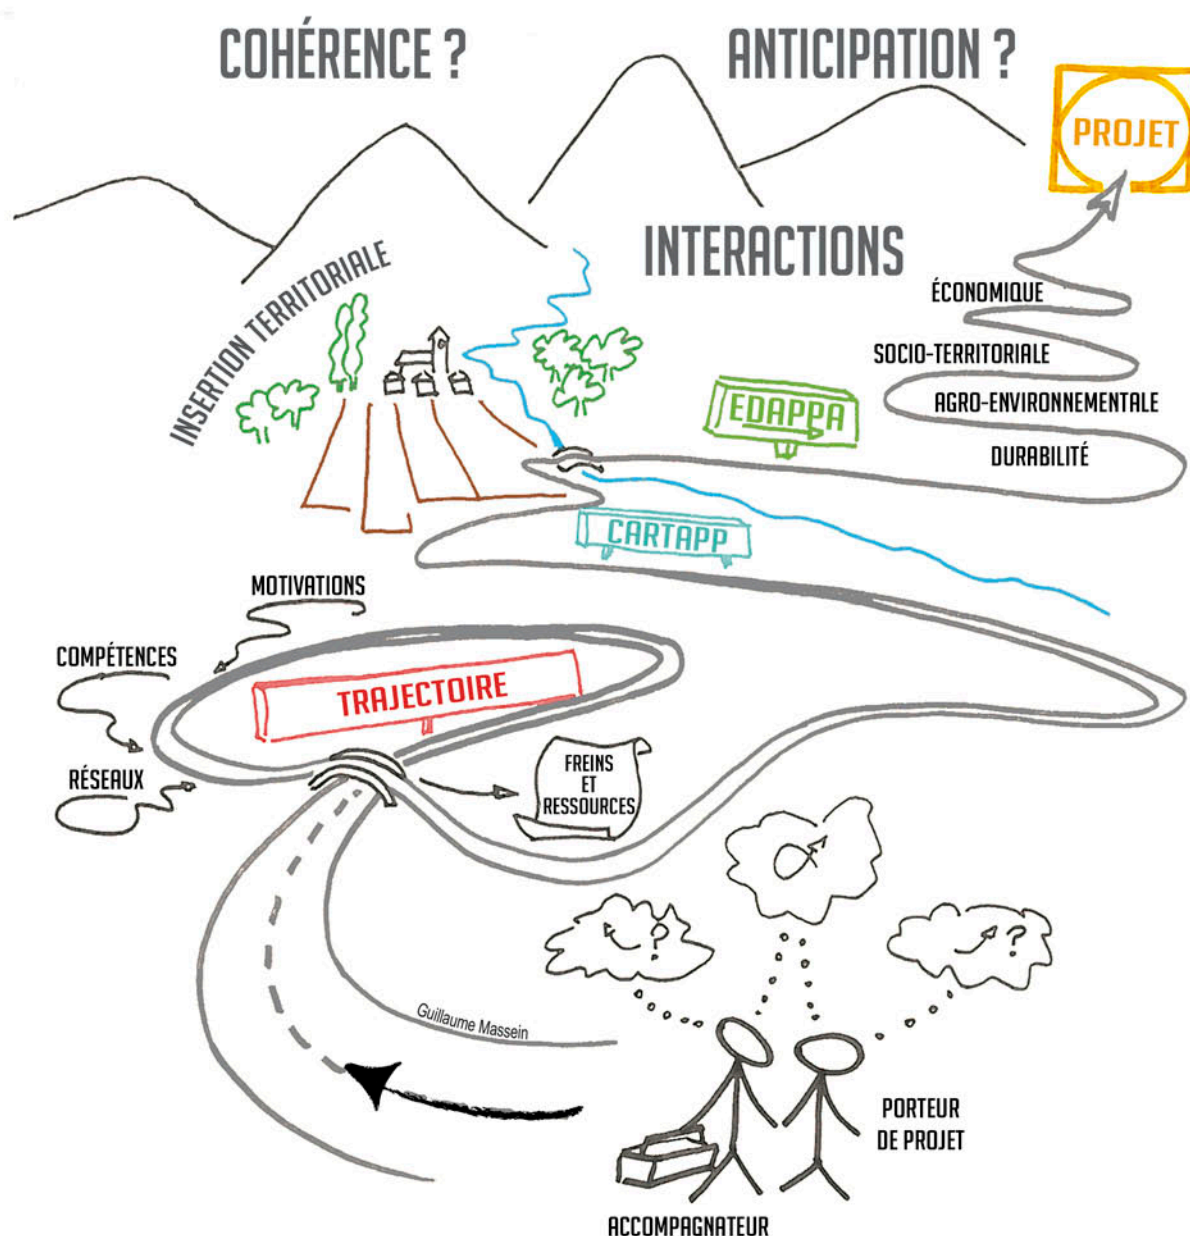 COHÉRENCE ?
ANTICIPATION ?
PROJET
INSERTION TERRITORIALE
INTERACTIONS
ÉCONOMIQUE
SOCIO-TERRITORIALE
AGRO-ENVIRONNEMENTALE
DURABILITÉ
EDAPPA
CARTAPP
MOTIVATIONS
COMPÉTENCES
TRAJECTOIRE
RÉSEAUX
FREINS
ET
RESSOURCES
?
?
Guillaume Massein
PORTEUR
DE PROJET
ACCOMPAGNATEUR